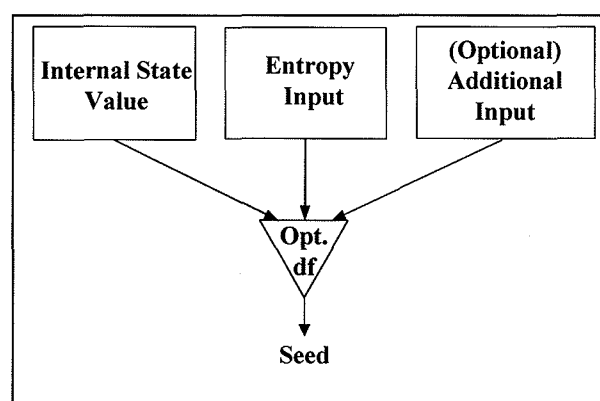 Internal State
Value
Entropy
Input
(Optional)
Additional
Input
Opt.
df
Seed